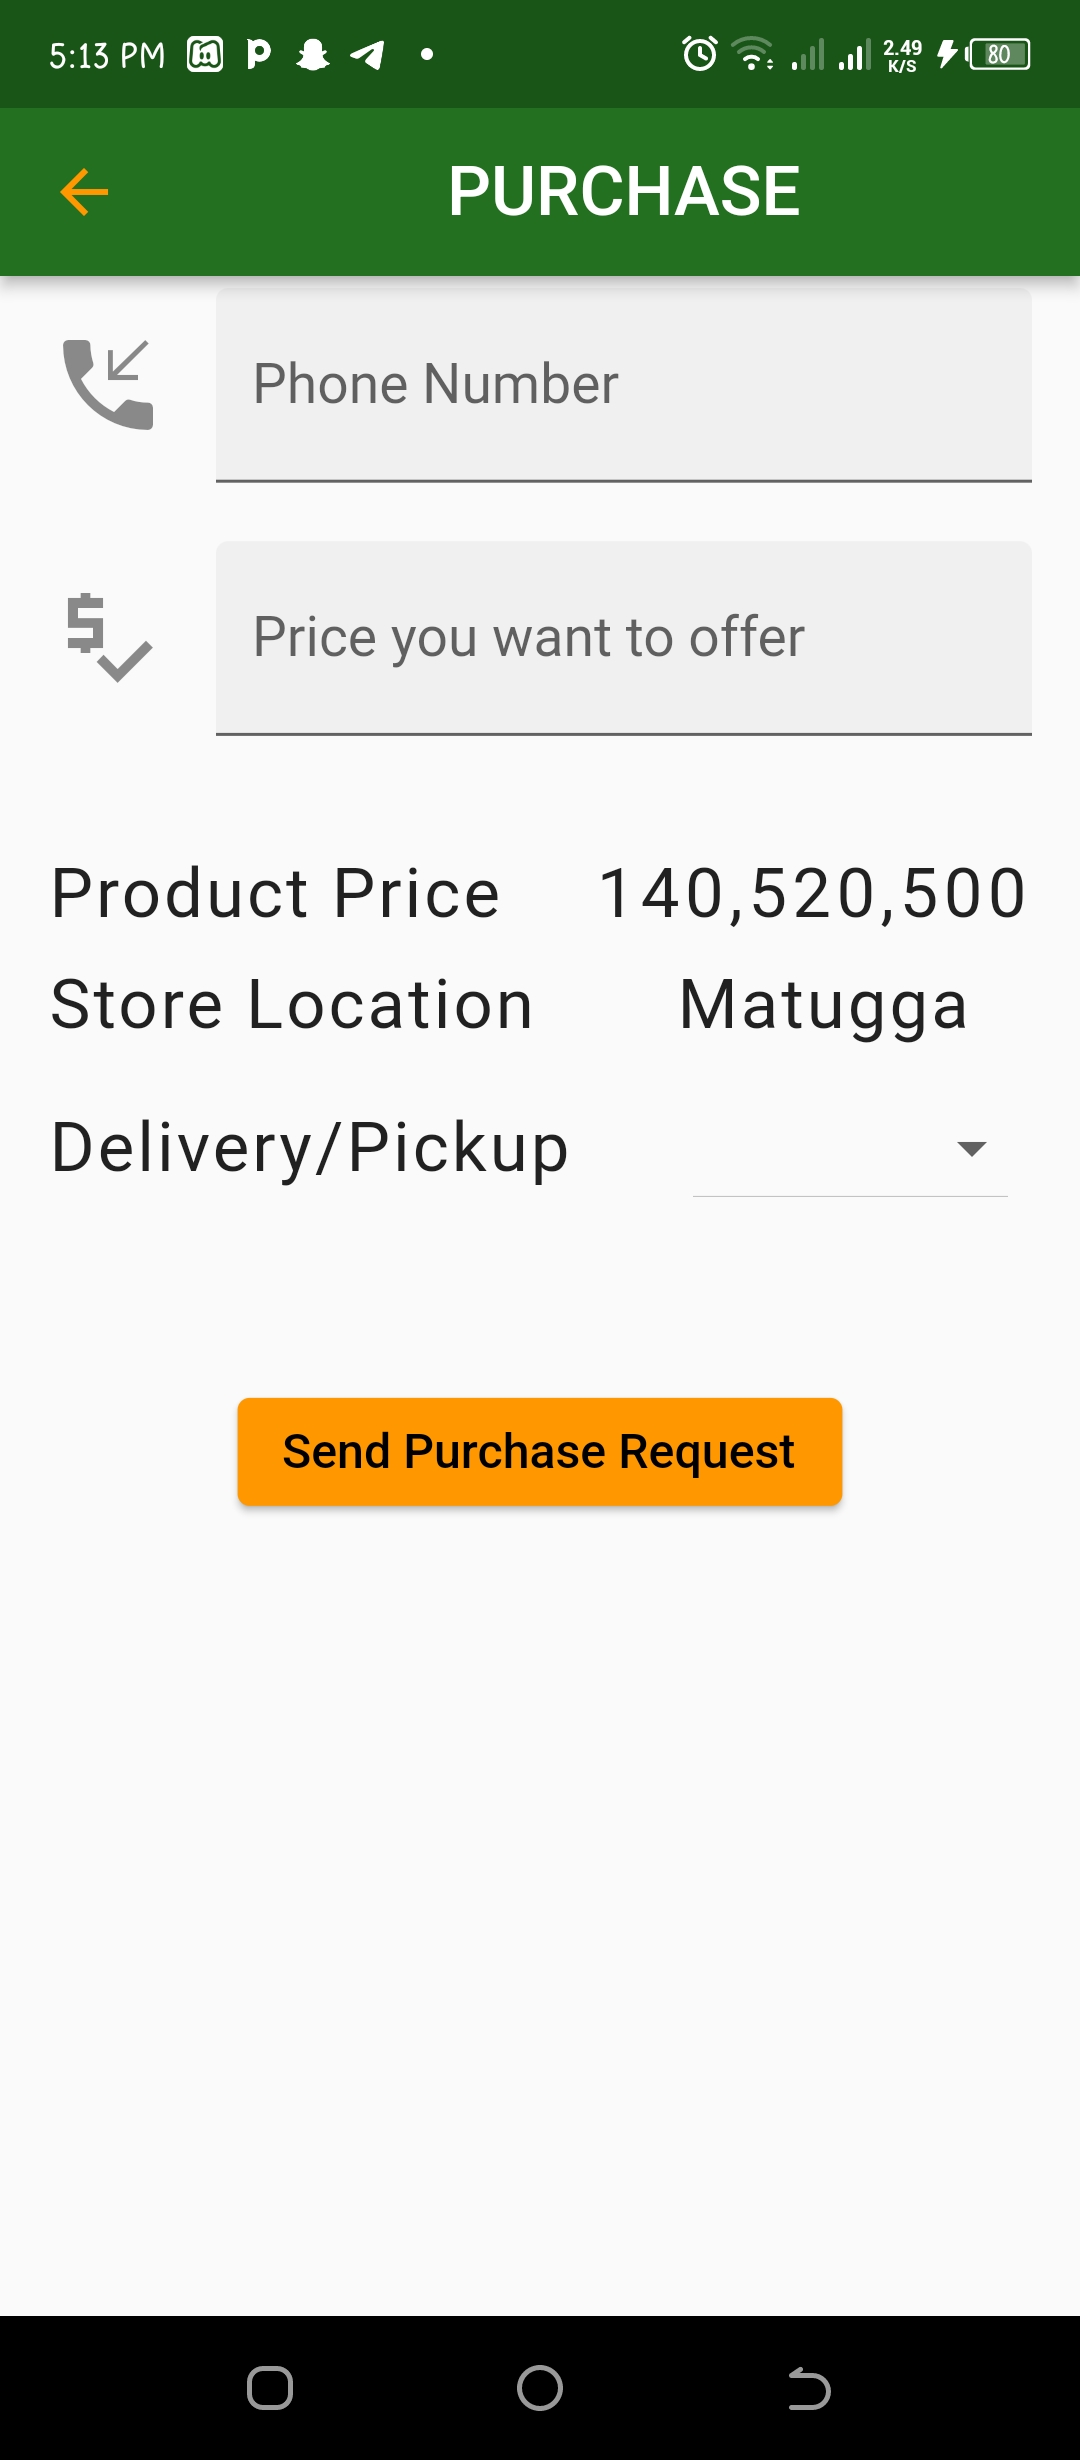 5:13 PM
2.49
K/S
80
PURCHASE
Phone Number
Price you want to offer
Product Price 140,520,500
Store Location Matugga
Delivery/Pickup
Send Purchase Request